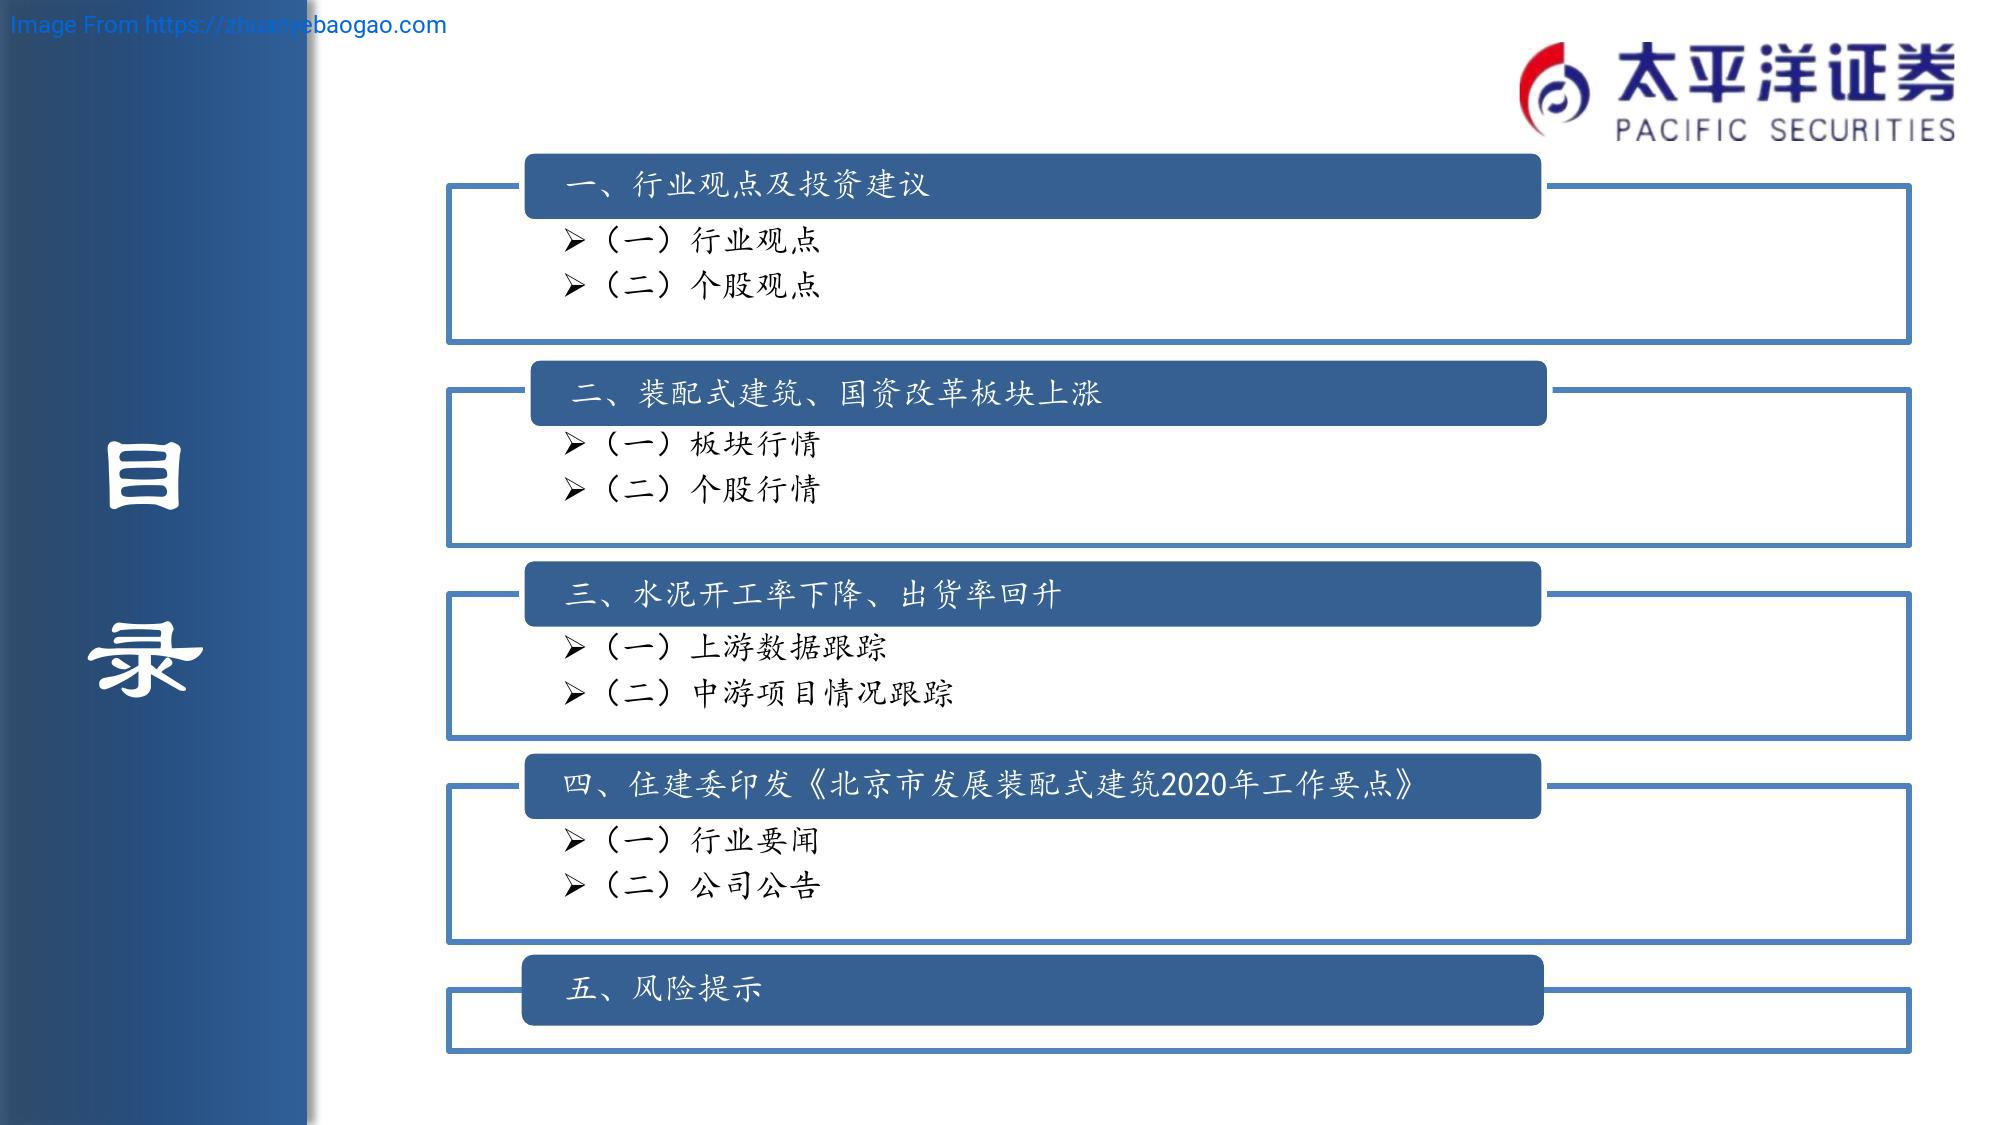 Image From https://zhuanyebaogao.com
太平洋证券
PACIFIC SECURITIES
目
录
一、行业观点及投资建议
➢（一）行业观点
➢（二）个股观点
二、装配式建筑、国资改革板块上涨
➢（一）板块行情
➢（二）个股行情
三、水泥开工率下降、出货率回升
➢（一）上游数据跟踪
➢（二）中游项目情况跟踪
四、住建委印发《北京市发展装配式建筑2020年工作要点》
➢（一）行业要闻
➢（二）公司公告
五、风险提示